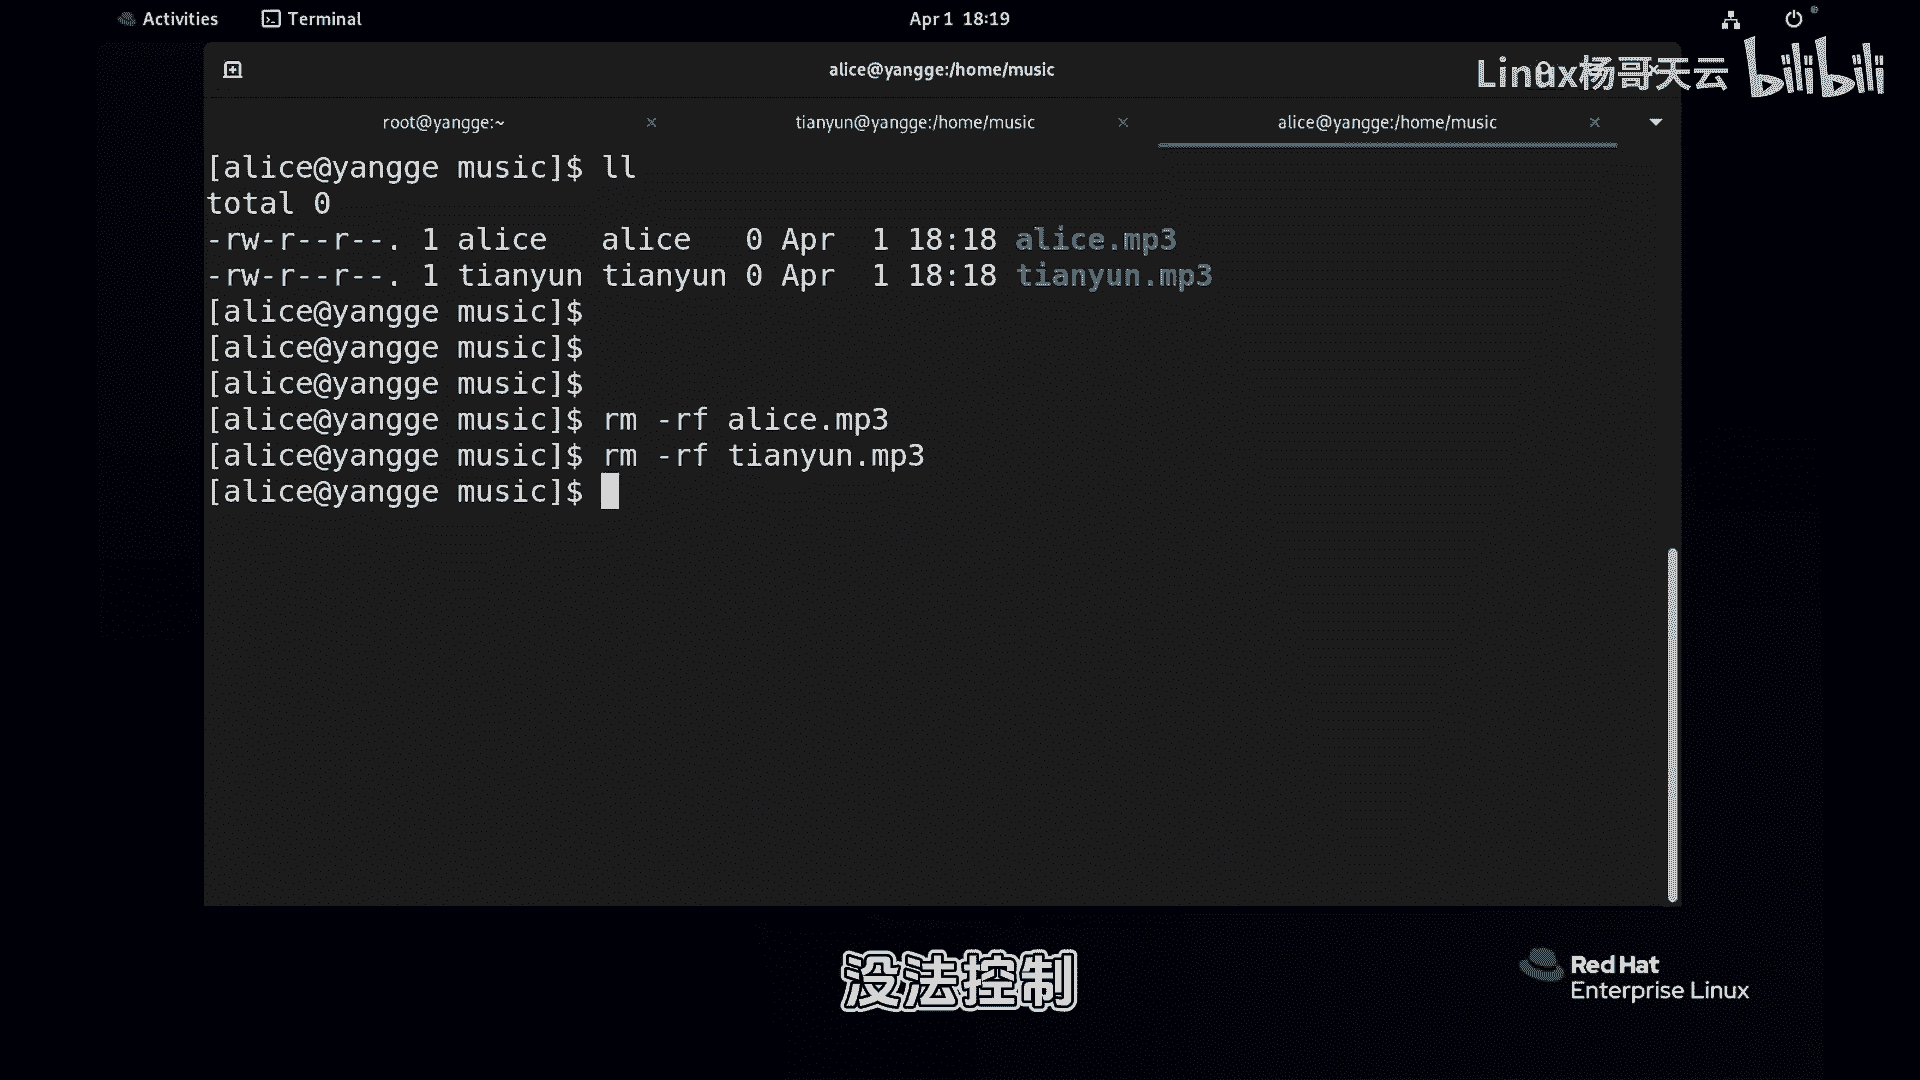 Activities Terminal Apr 1 18:19
alice@yangge:/home/music
Linux杨哥天云 bilibili
root@yangge:~ × tianyun@yangge:/home/music × alice@yangge:/home/music ×
[alice@yangge music]$ ll
total 0
-rw-r--r--. 1 alice   alice   0 Apr  1 18:18 alice.mp3
-rw-r--r--. 1 tianyun tianyun 0 Apr  1 18:18 tianyun.mp3
[alice@yangge music]$
[alice@yangge music]$
[alice@yangge music]$
[alice@yangge music]$ rm -rf alice.mp3
[alice@yangge music]$ rm -rf tianyun.mp3
[alice@yangge music]$
没法控制
Red Hat
Enterprise Linux